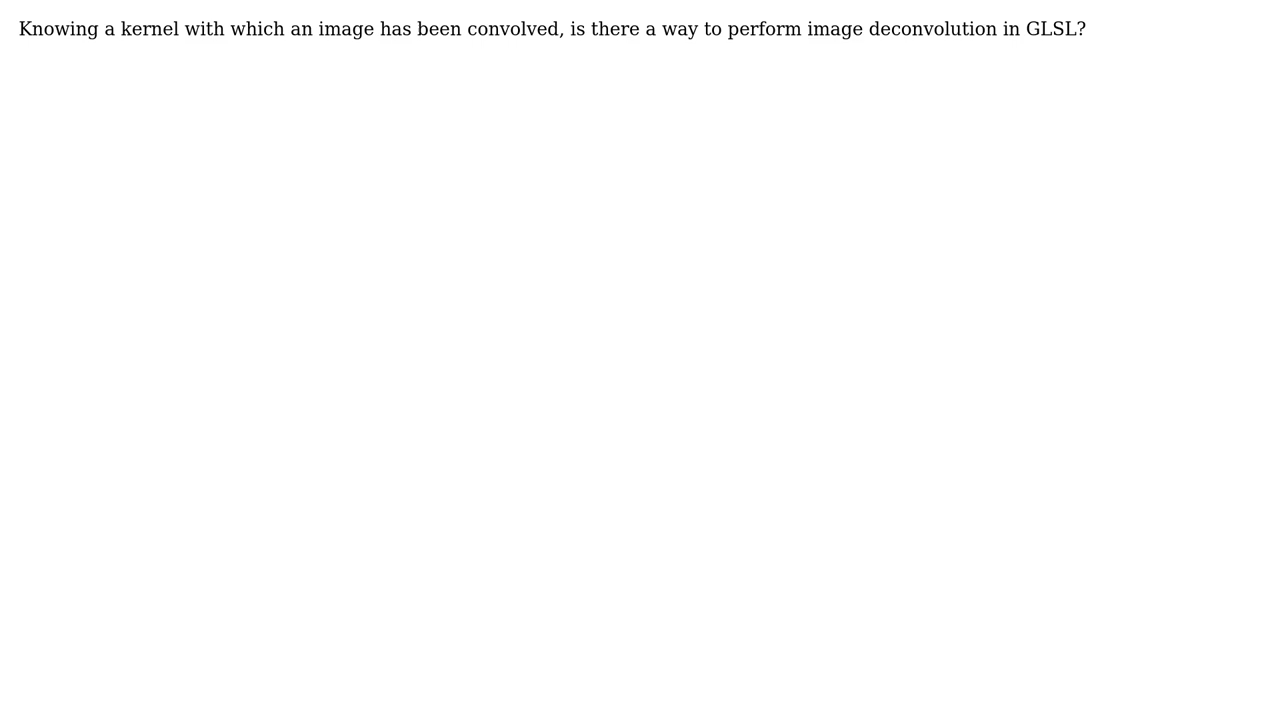 Knowing a kernel with which an image has been convolved, is there a way to perform image deconvolution in GLSL?